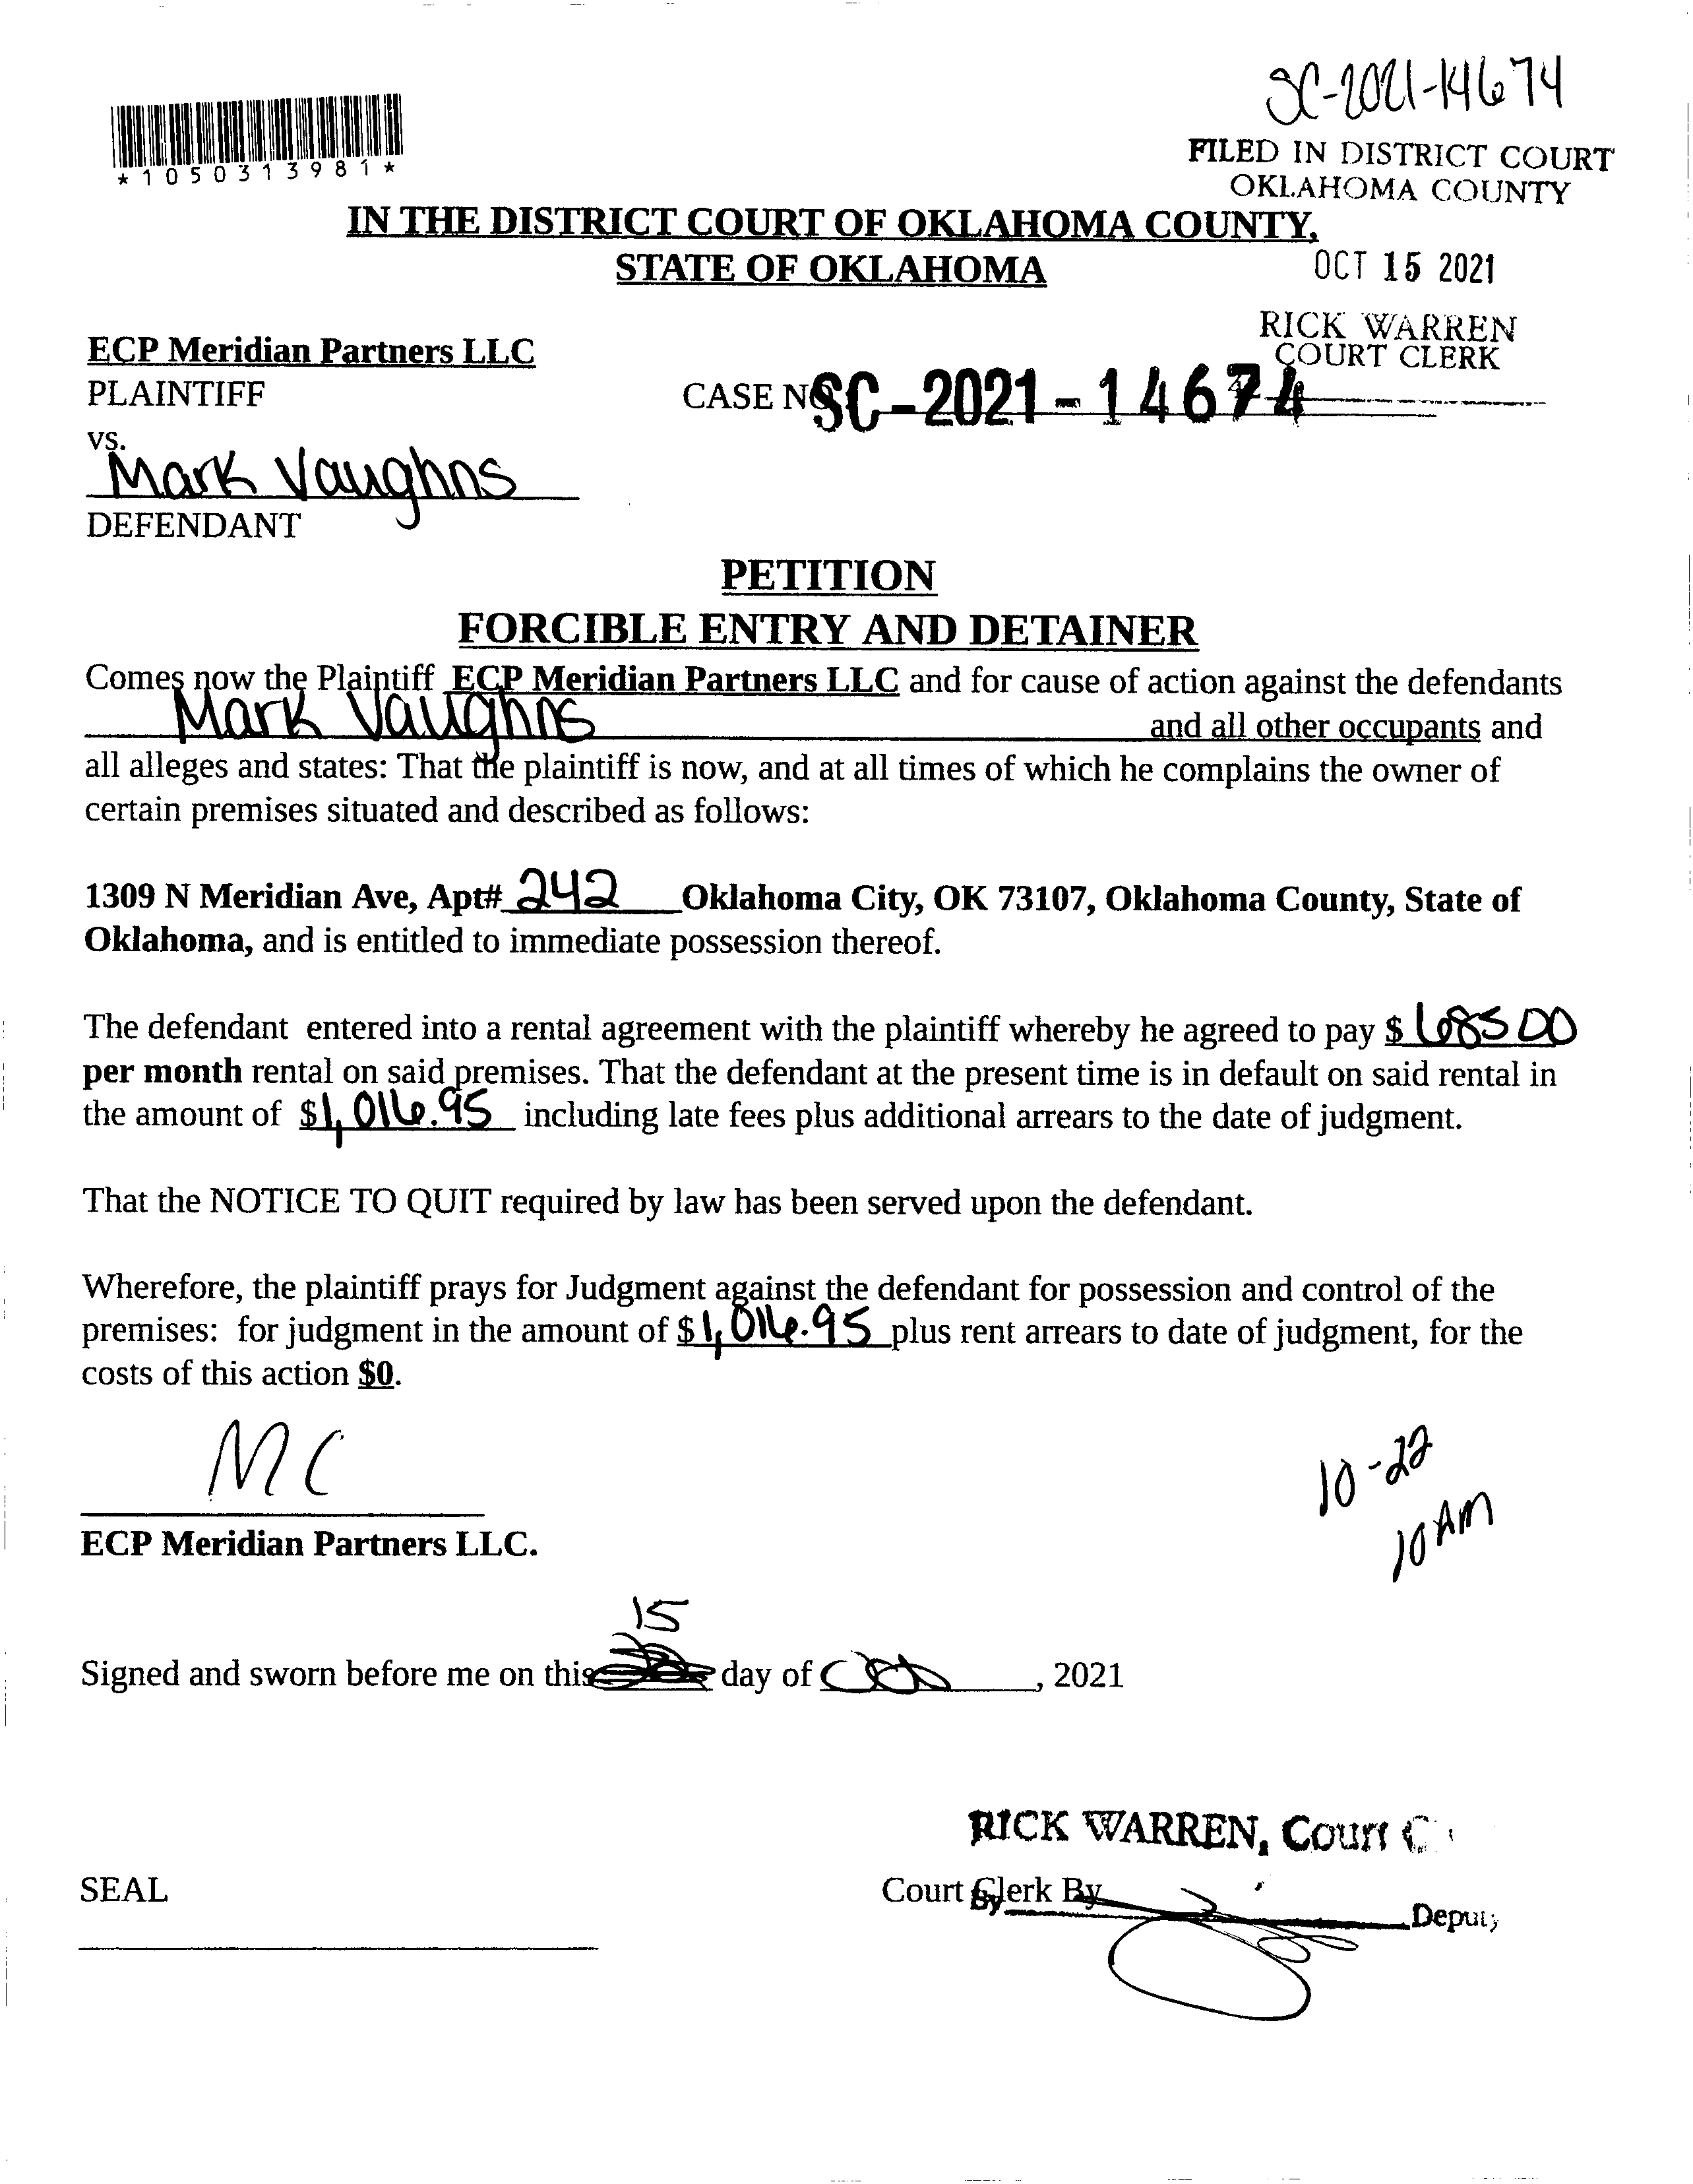 SC-2021-14674
*1050313981*
FILED IN DISTRICT COURT
OKLAHOMA COUNTY
IN THE DISTRICT COURT OF OKLAHOMA COUNTY,
STATE OF OKLAHOMA
OCT 15 2021
RICK WARREN
COURT CLERK
ECP Meridian Partners LLC
PLAINTIFF
CASE NO SC-2021-14674
vs.
Mark Vaughns
DEFENDANT
PETITION
FORCIBLE ENTRY AND DETAINER
Comes now the Plaintiff ECP Meridian Partners LLC and for cause of action against the defendants
Mark Vaughns and all other occupants and
all alleges and states: That the plaintiff is now, and at all times of which he complains the owner of
certain premises situated and described as follows:
1309 N Meridian Ave, Apt# 242 Oklahoma City, OK 73107, Oklahoma County, State of
Oklahoma, and is entitled to immediate possession thereof.
The defendant entered into a rental agreement with the plaintiff whereby he agreed to pay $ 685 00
per month rental on said premises. That the defendant at the present time is in default on said rental in
the amount of $1,016.95 including late fees plus additional arrears to the date of judgment.
That the NOTICE TO QUIT required by law has been served upon the defendant.
Wherefore, the plaintiff prays for Judgment against the defendant for possession and control of the
premises: for judgment in the amount of $1,016.95 plus rent arrears to date of judgment, for the
costs of this action $0.
MC
10-22
10 AM
ECP Meridian Partners LLC.
15
Signed and sworn before me on this day of , 2021
RICK WARREN, Court
SEAL
Court Clerk By
By Deputy